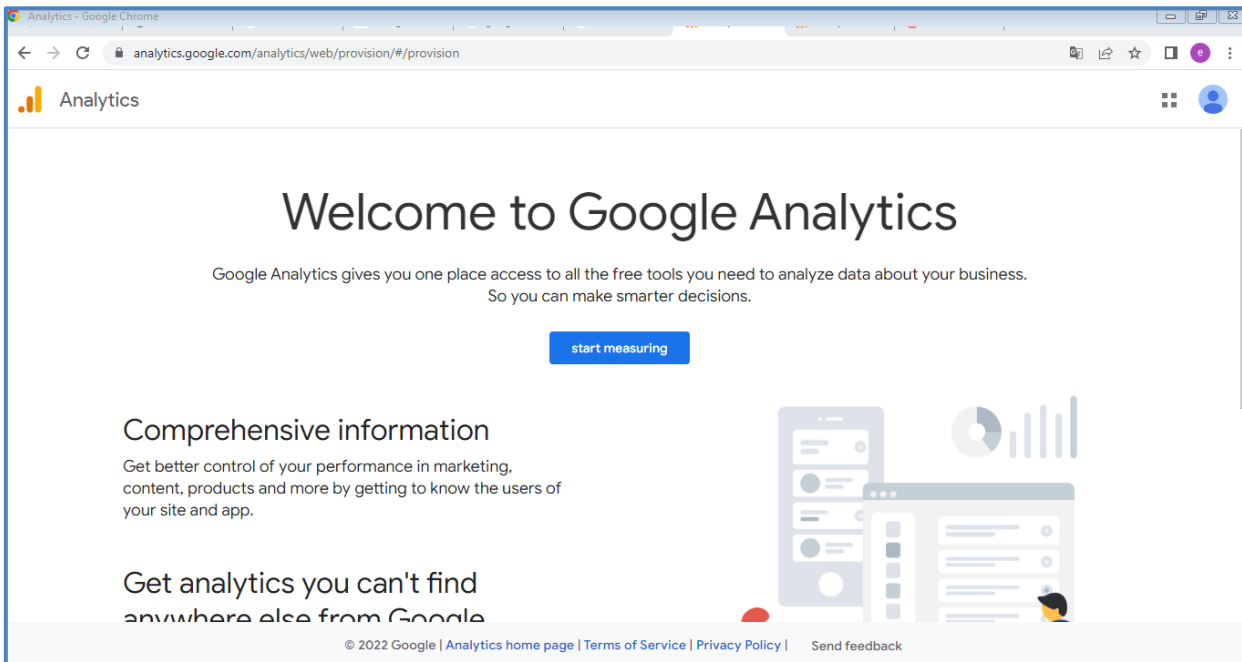 Analytics - Google Chrome
analytics.google.com/analytics/web/provision/#/provision
e
Analytics
Welcome to Google Analytics
Google Analytics gives you one place access to all the free tools you need to analyze data about your business.
So you can make smarter decisions.
start measuring
Comprehensive information
Get better control of your performance in marketing,
content, products and more by getting to know the users of
your site and app.
Get analytics you can't find
anywhere else from Google
© 2022 Google | Analytics home page | Terms of Service | Privacy Policy | Send feedback